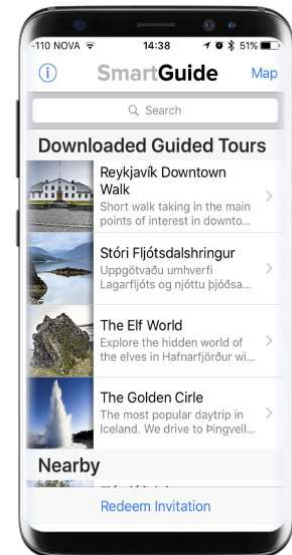 -110 NOVA 14:38 51%
SmartGuide Map
Search
Downloaded Guided Tours
Reykjavík Downtown
Walk
Short walk taking in the main
points of interest in downto...
Stóri Fljótsdalshringur
Uppgötvaðu umhverfi
Lagarfljóts og njóttu þjóðsa...
The Elf World
Explore the hidden world of
the elves in Hafnarfjörður wi...
The Golden Cirle
The most popular daytrip in
Iceland. We drive to Þingvell...
Nearby
Redeem Invitation